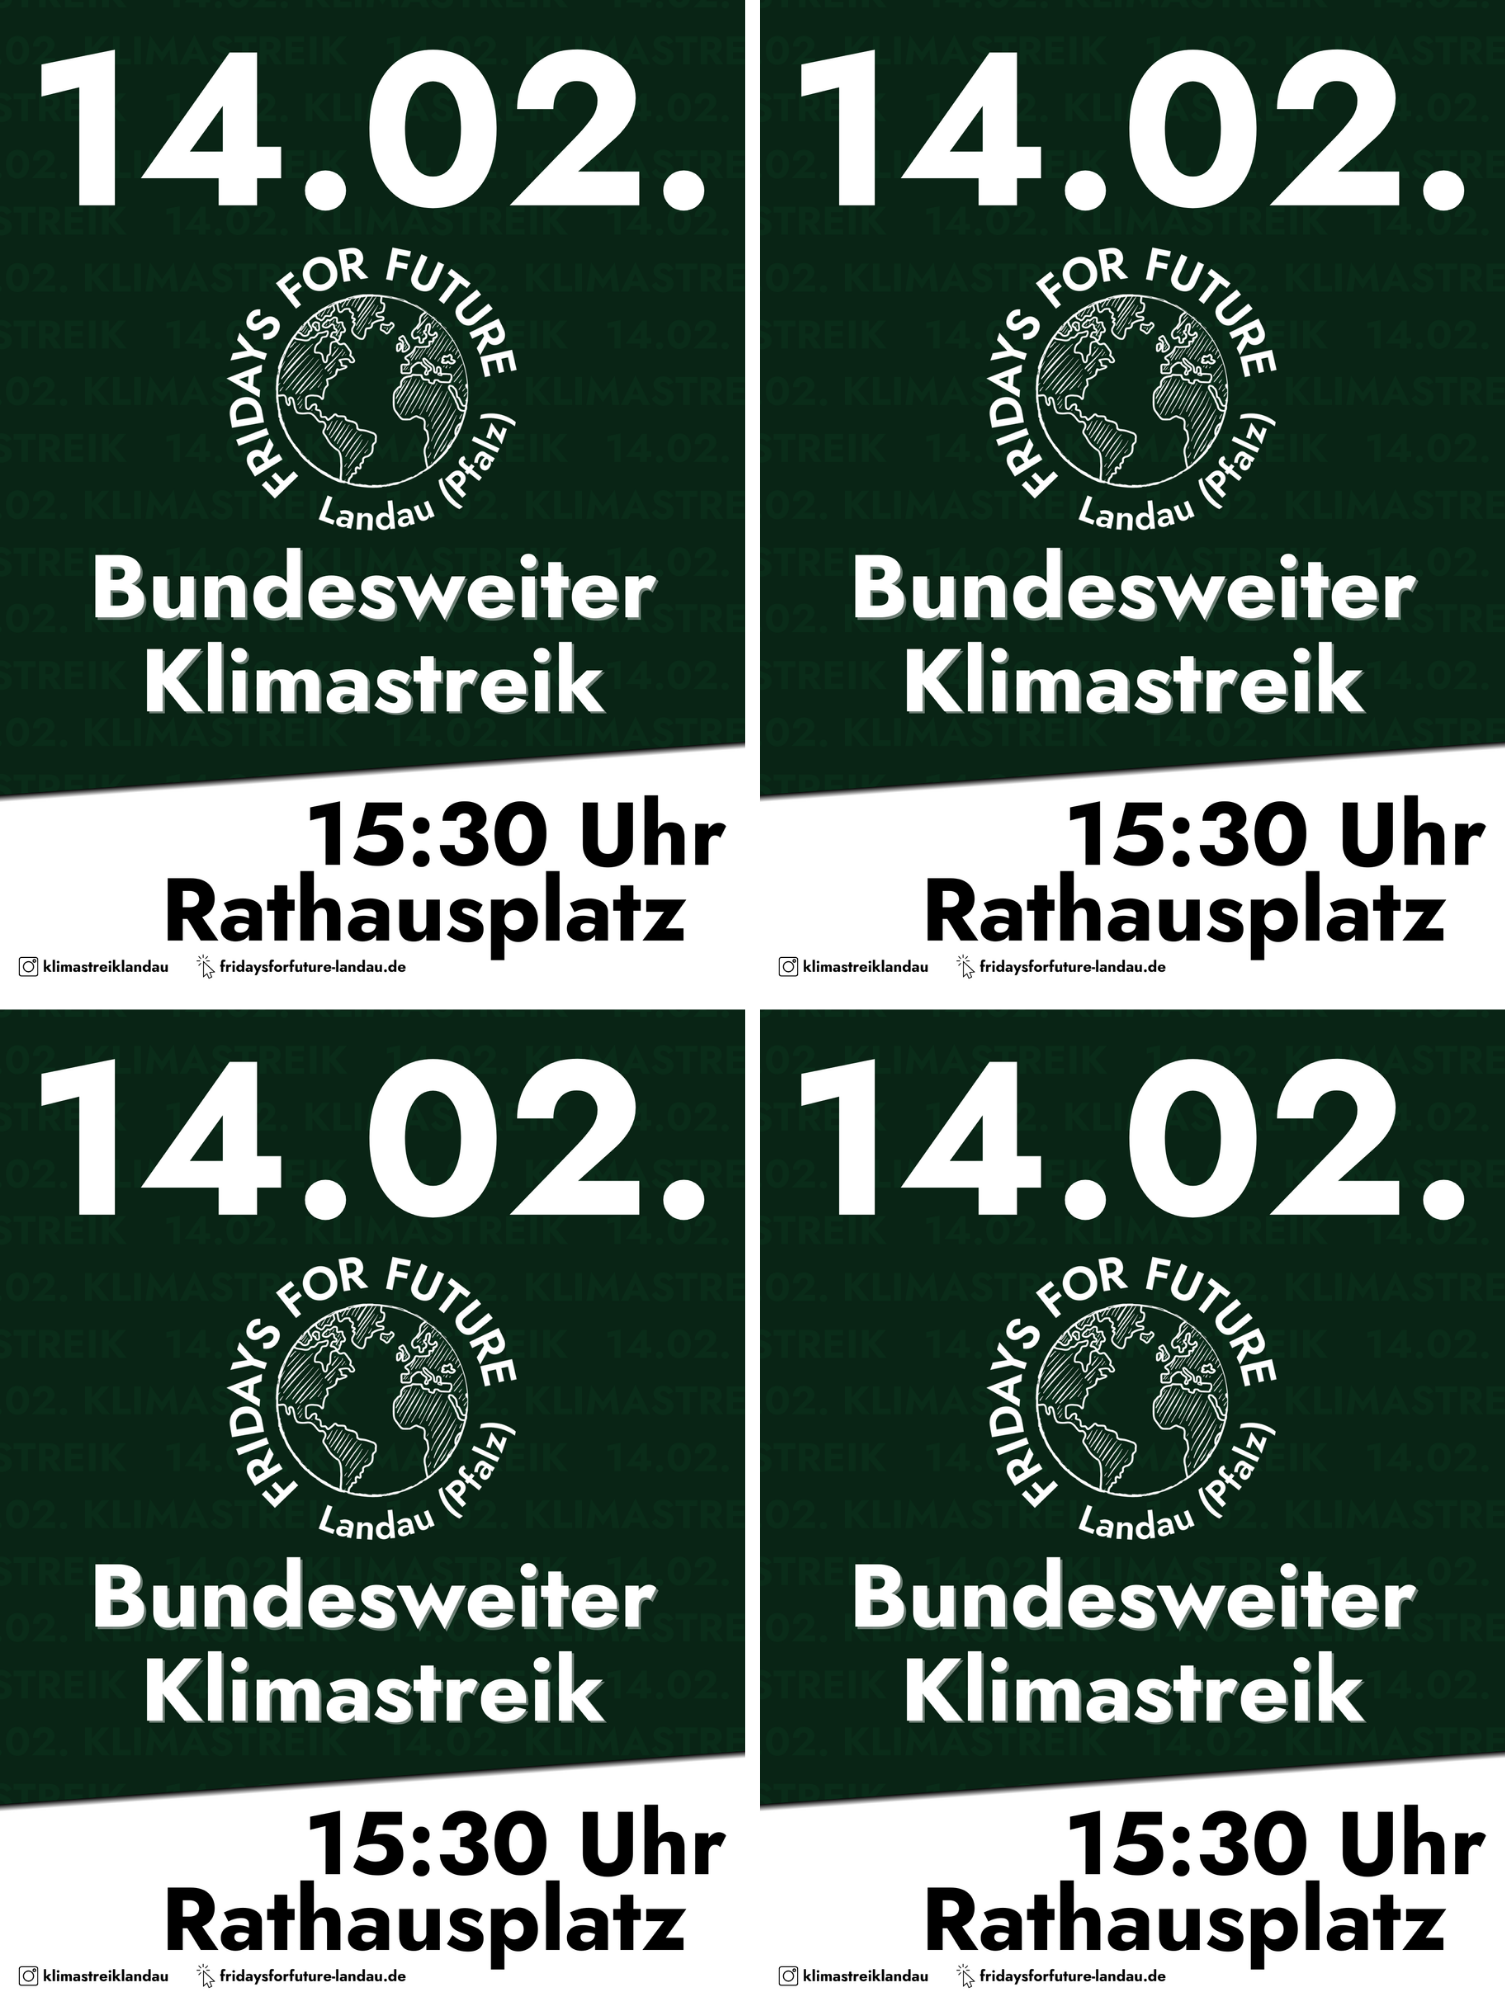 14.02.
FRIDAYS FOR FUTURE
Landau (Pfalz)
Bundesweiter
Klimastreik
15:30 Uhr
Rathausplatz
klimastreiklandau fridaysforfuture-landau.de
14.02.
FRIDAYS FOR FUTURE
Landau (Pfalz)
Bundesweiter
Klimastreik
15:30 Uhr
Rathausplatz
klimastreiklandau fridaysforfuture-landau.de
14.02.
FRIDAYS FOR FUTURE
Landau (Pfalz)
Bundesweiter
Klimastreik
15:30 Uhr
Rathausplatz
klimastreiklandau fridaysforfuture-landau.de
14.02.
FRIDAYS FOR FUTURE
Landau (Pfalz)
Bundesweiter
Klimastreik
15:30 Uhr
Rathausplatz
klimastreiklandau fridaysforfuture-landau.de